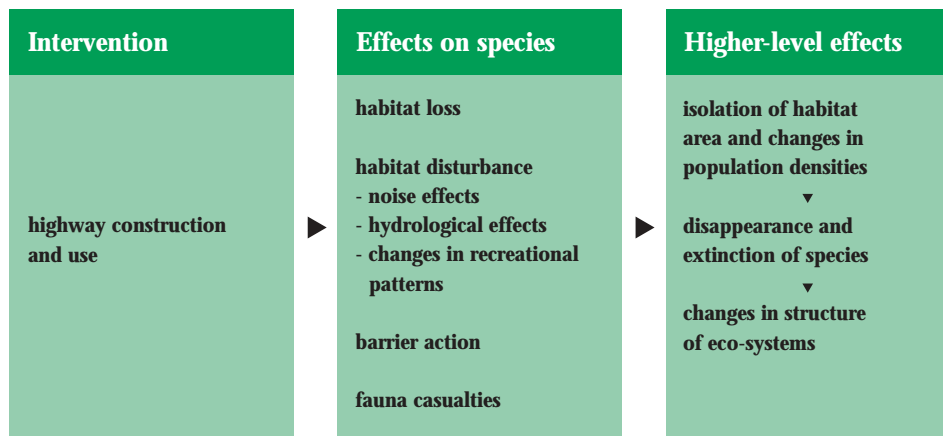 Intervention
highway construction
and use
Effects on species
habitat loss
habitat disturbance
- noise effects
- hydrological effects
- changes in recreational
patterns
barrier action
fauna casualties
Higher-level effects
isolation of habitat
area and changes in
population densities
disappearance and
extinction of species
changes in structure
of eco-systems